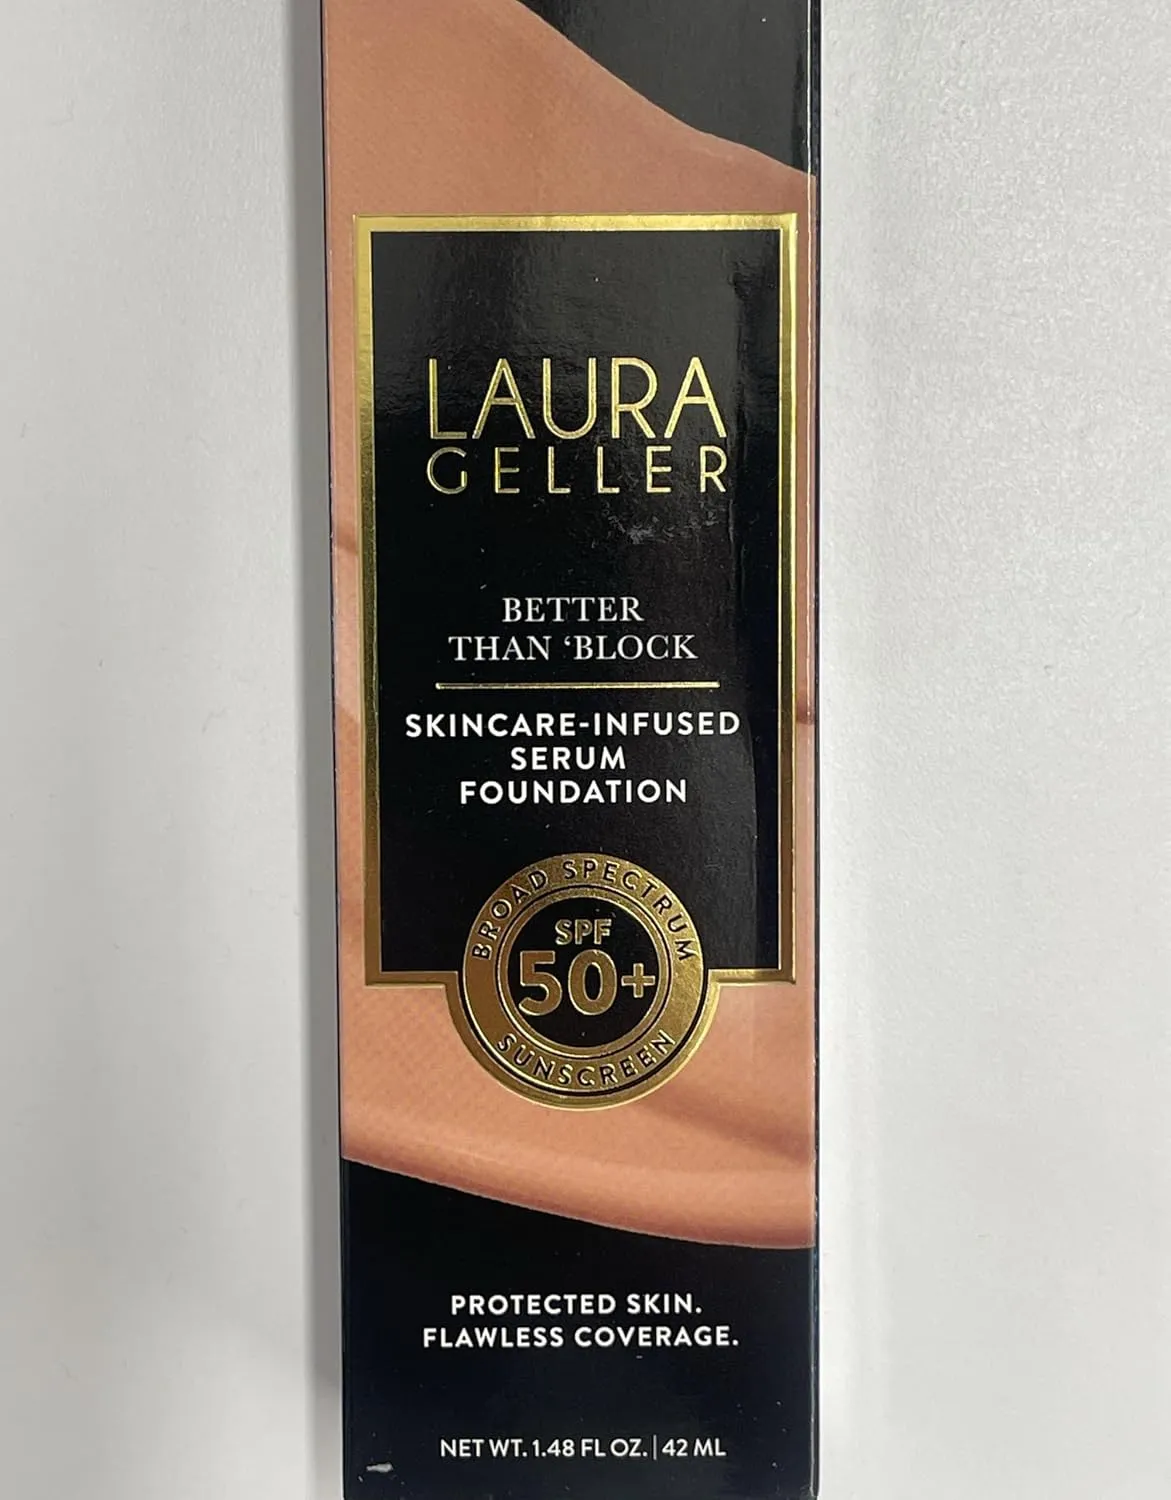 LAURA
GELLER
BETTER
THAN ‘BLOCK
SKINCARE-INFUSED
SERUM
FOUNDATION
BROAD SPECTRUM
SPF
50+
SUNSCREEN
PROTECTED SKIN.
FLAWLESS COVERAGE.
NET WT. 1.48 FL OZ. | 42 ML